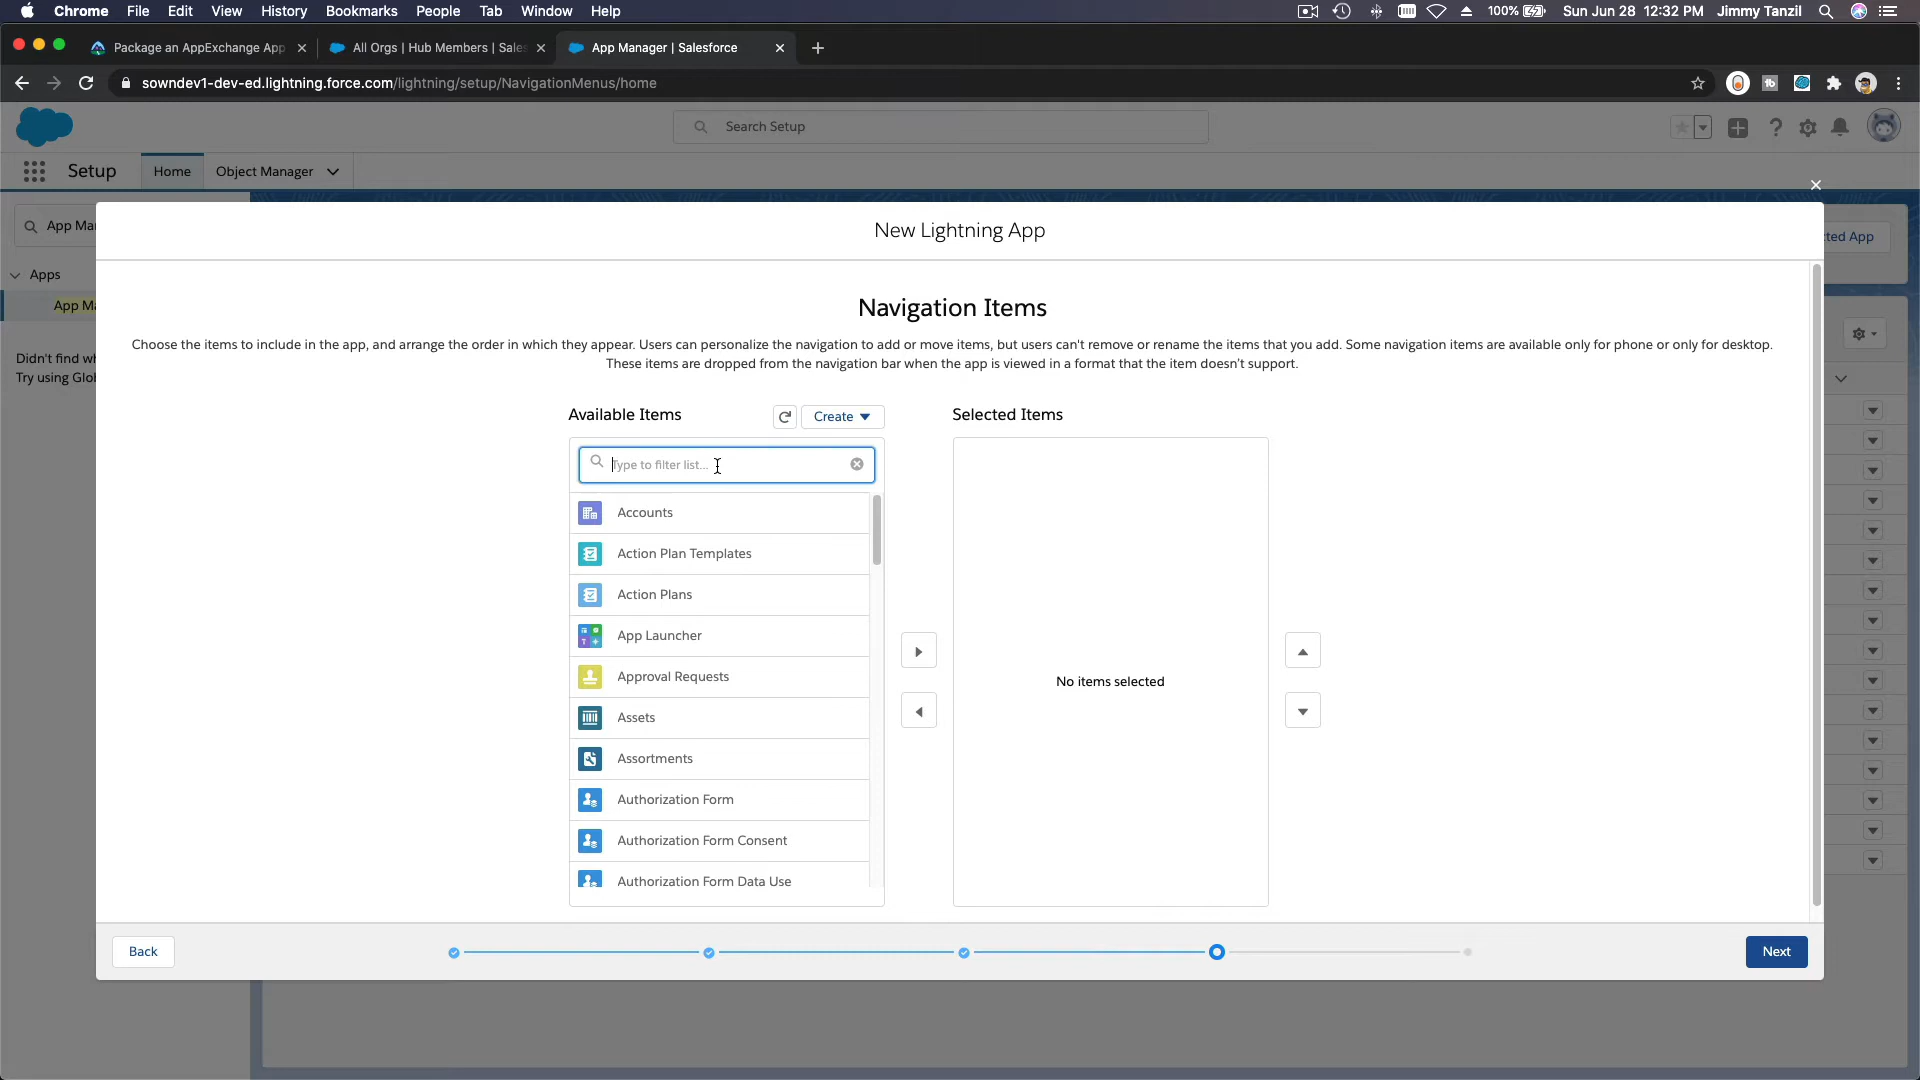 Chrome File Edit View History Bookmarks People Tab Window Help 100% Sun Jun 28 12:32 PM Jimmy Tanzil
Package an AppExchange App All Orgs | Hub Members | Sales App Manager | Salesforce
sowndev1-dev-ed.lightning.force.com/lightning/setup/NavigationMenus/home
Search Setup
Setup Home Object Manager
App Man
Apps
App Ma
Didn't find wh
Try using Glob
cted App
New Lightning App
Navigation Items
Choose the items to include in the app, and arrange the order in which they appear. Users can personalize the navigation to add or move items, but users can't remove or rename the items that you add. Some navigation items are available only for phone or only for desktop.
These items are dropped from the navigation bar when the app is viewed in a format that the item doesn't support.
Available Items Create Selected Items
Type to filter list...
Accounts
Action Plan Templates
Action Plans
App Launcher
Approval Requests
Assets
Assortments
Authorization Form
Authorization Form Consent
Authorization Form Data Use
No items selected
Back Next